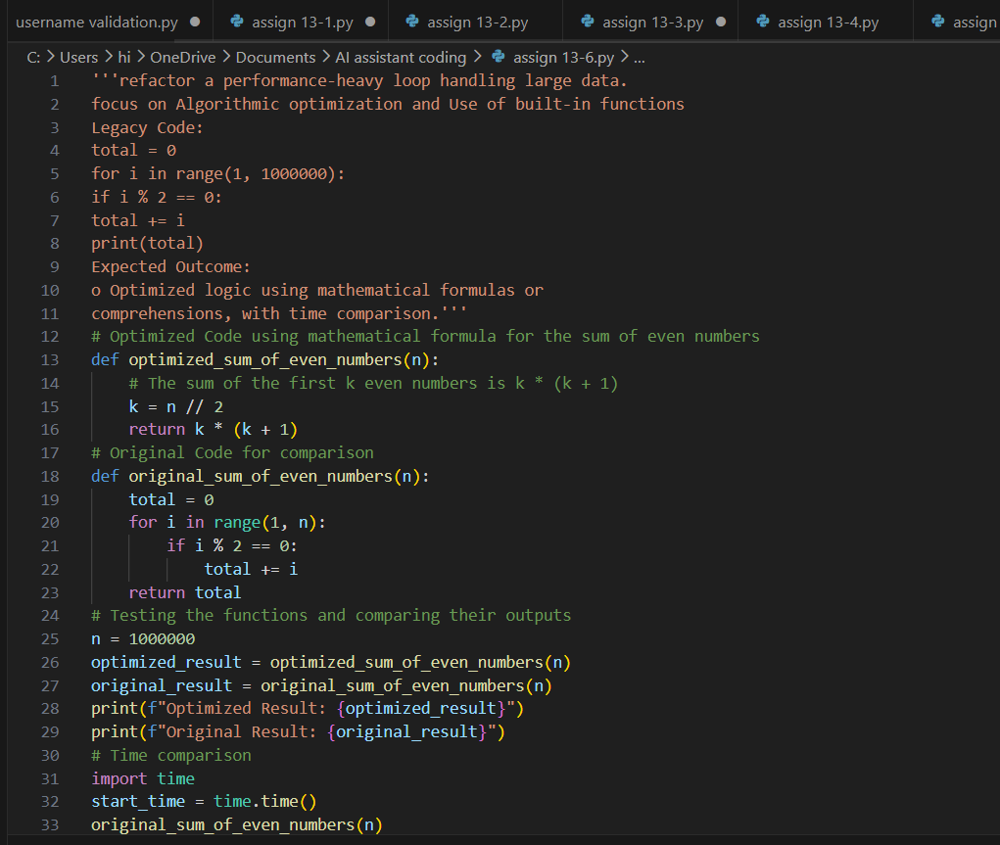 username validation.py ● assign 13-1.py ● assign 13-2.py assign 13-3.py ● assign 13-4.py assign
C: > Users > hi > OneDrive > Documents > AI assistant coding > assign 13-6.py > ...
1 '''refactor a performance-heavy loop handling large data.
2 focus on Algorithmic optimization and Use of built-in functions
3 Legacy Code:
4 total = 0
5 for i in range(1, 1000000):
6 if i % 2 == 0:
7 total += i
8 print(total)
9 Expected Outcome:
10 o Optimized logic using mathematical formulas or
11 comprehensions, with time comparison.'''
12 # Optimized Code using mathematical formula for the sum of even numbers
13 def optimized_sum_of_even_numbers(n):
14     # The sum of the first k even numbers is k * (k + 1)
15     k = n // 2
16     return k * (k + 1)
17 # Original Code for comparison
18 def original_sum_of_even_numbers(n):
19     total = 0
20     for i in range(1, n):
21         if i % 2 == 0:
22             total += i
23     return total
24 # Testing the functions and comparing their outputs
25 n = 1000000
26 optimized_result = optimized_sum_of_even_numbers(n)
27 original_result = original_sum_of_even_numbers(n)
28 print(f"Optimized Result: {optimized_result}")
29 print(f"Original Result: {original_result}")
30 # Time comparison
31 import time
32 start_time = time.time()
33 original_sum_of_even_numbers(n)